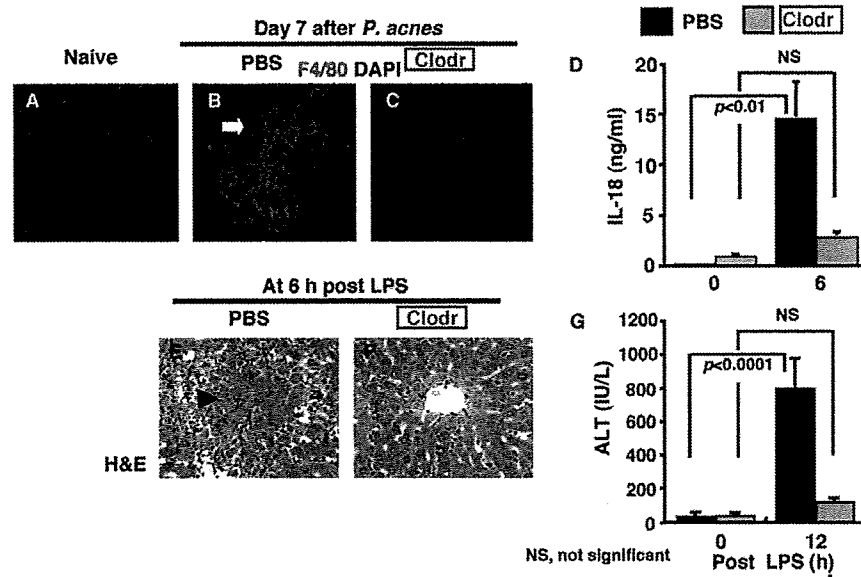 Day 7 after P. acnes
Naive PBS Clodr
F4/80 DAPI
A B C
At 6 h post LPS
PBS Clodr
E
H&E
PBS Clodr
D
NS
p<0.01
IL-18 (ng/ml)
20
15
10
5
0
0 6
G
NS
p<0.0001
ALT (IU/L)
1200
1000
800
600
400
200
0
0 12
NS, not significant Post LPS (h)